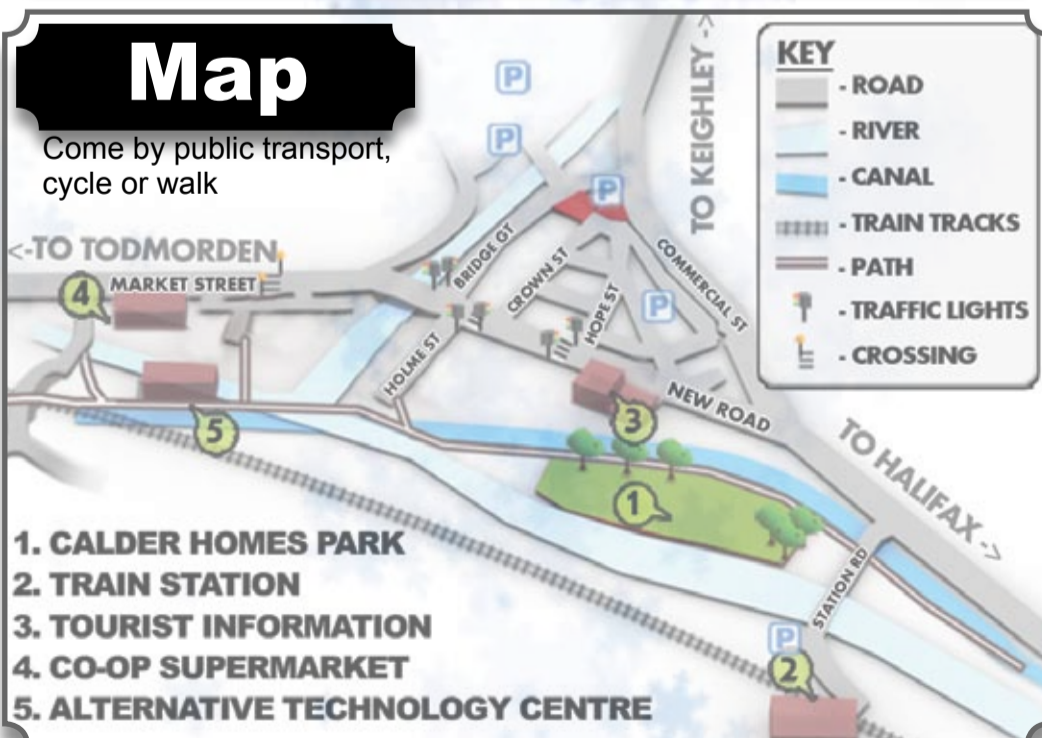 Map
Come by public transport,
cycle or walk
P
P
P
TO KEIGHLEY ->
KEY
- ROAD
- RIVER
- CANAL
- TRAIN TRACKS
- PATH
- TRAFFIC LIGHTS
- CROSSING
<-TO TODMORDEN
MARKET STREET
4
BRIDGE GT
CROWN ST
HOPE ST
P
COMMERCIAL ST
HOLME ST
NEW ROAD
3
5
TO HALIFAX ->
1
STATION RD
P
2
1. CALDER HOMES PARK
2. TRAIN STATION
3. TOURIST INFORMATION
4. CO-OP SUPERMARKET
5. ALTERNATIVE TECHNOLOGY CENTRE